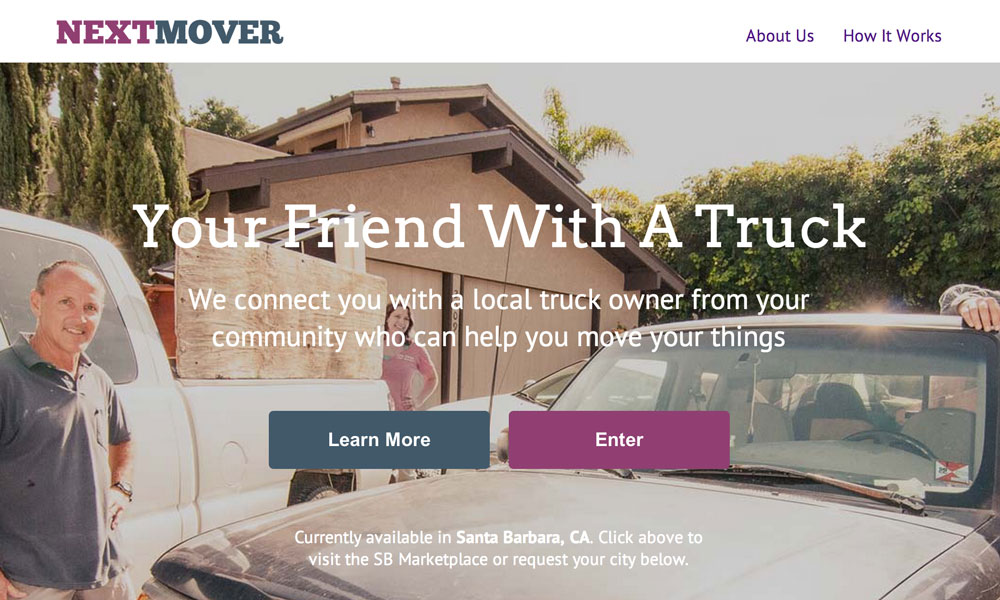 NEXTMOVER
About Us
How It Works
Your Friend With A Truck
We connect you with a local truck owner from your
community who can help you move your things
Learn More
Enter
Currently available in Santa Barbara, CA. Click above to
visit the SB Marketplace or request your city below.